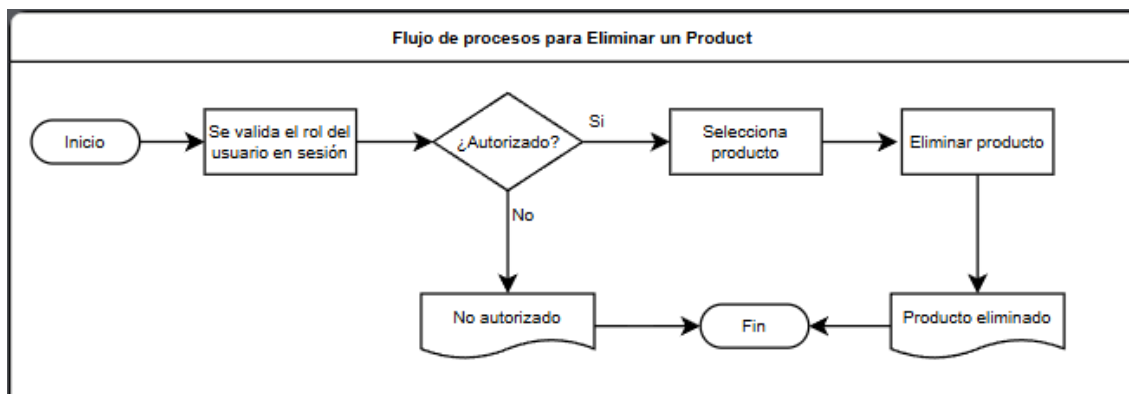 Flujo de procesos para Eliminar un Product
Inicio
Se valida el rol del
usuario en sesión
¿Autorizado?
Si
Selecciona
producto
Eliminar producto
No
No autorizado
Fin
Producto eliminado